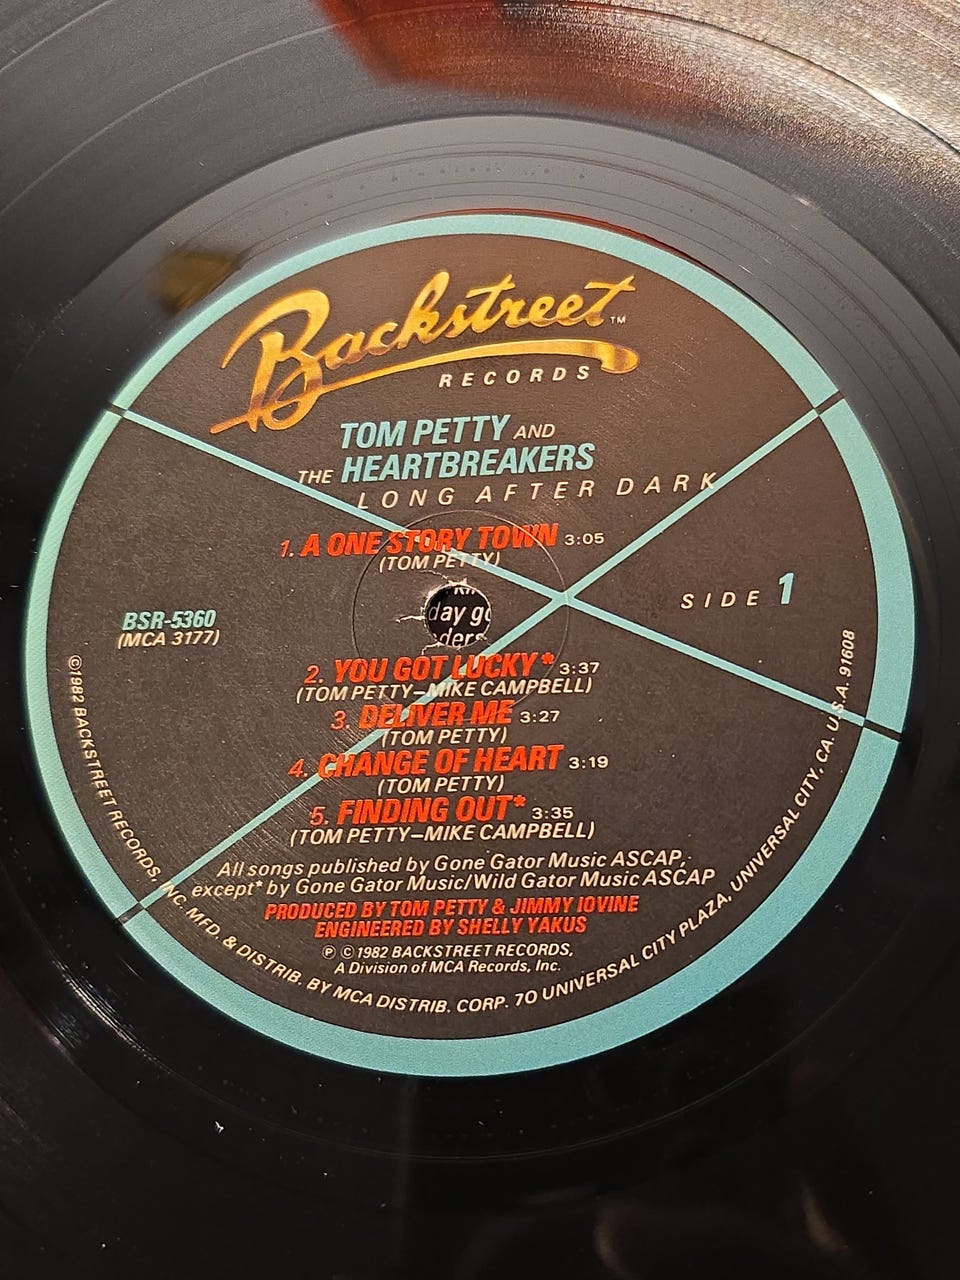 Backstreet™
RECORDS
TOM PETTY AND
THE HEARTBREAKERS
LONG AFTER DARK
1. A ONE STORY TOWN 3:05
(TOM PETTY)
SIDE 1
BSR-5360
(MCA 3177)
day go
ders
2. YOU GOT LUCKY* 3:37
(TOM PETTY–MIKE CAMPBELL)
3. DELIVER ME 3:27
(TOM PETTY)
4. CHANGE OF HEART 3:19
(TOM PETTY)
5. FINDING OUT* 3:35
(TOM PETTY–MIKE CAMPBELL)
All songs published by Gone Gator Music ASCAP,
except* by Gone Gator Music/Wild Gator Music ASCAP
PRODUCED BY TOM PETTY & JIMMY IOVINE
ENGINEERED BY SHELLY YAKUS
℗ © 1982 BACKSTREET RECORDS,
A Division of MCA Records, Inc.
©1982 BACKSTREET RECORDS, INC. MFD. & DISTRIB. BY MCA DISTRIB. CORP. 70 UNIVERSAL CITY PLAZA, UNIVERSAL CITY, CA. U.S.A. 91608